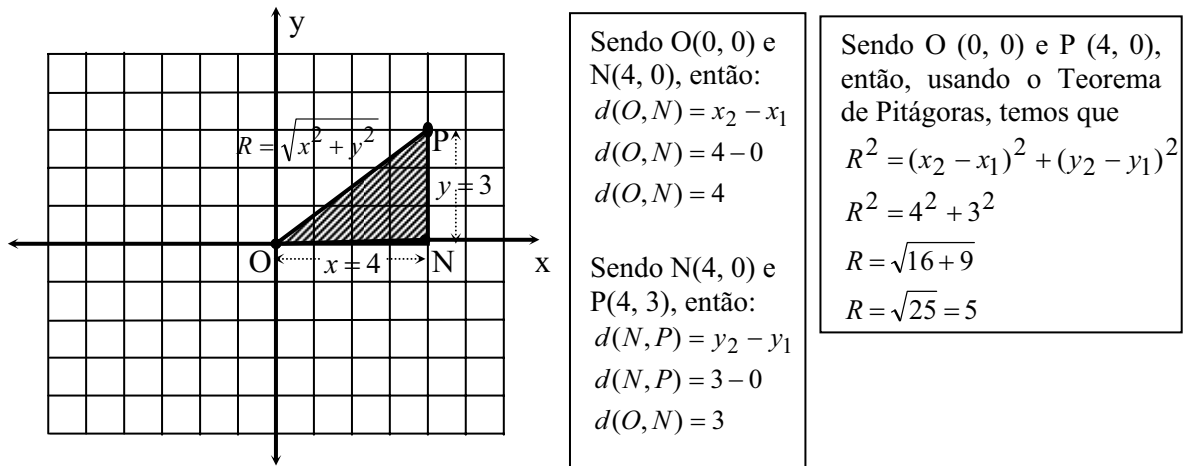 y
R = √(x² + y²)
P
y = 3
O
x = 4
N
x
Sendo O(0, 0) e
N(4, 0), então:
d(O, N) = x₂ − x₁
d(O, N) = 4 − 0
d(O, N) = 4
Sendo N(4, 0) e
P(4, 3), então:
d(N, P) = y₂ − y₁
d(N, P) = 3 − 0
d(O, N) = 3
Sendo O (0, 0) e P (4, 0),
então, usando o Teorema
de Pitágoras, temos que
R² = (x₂ − x₁)² + (y₂ − y₁)²
R² = 4² + 3²
R = √(16 + 9)
R = √25 = 5